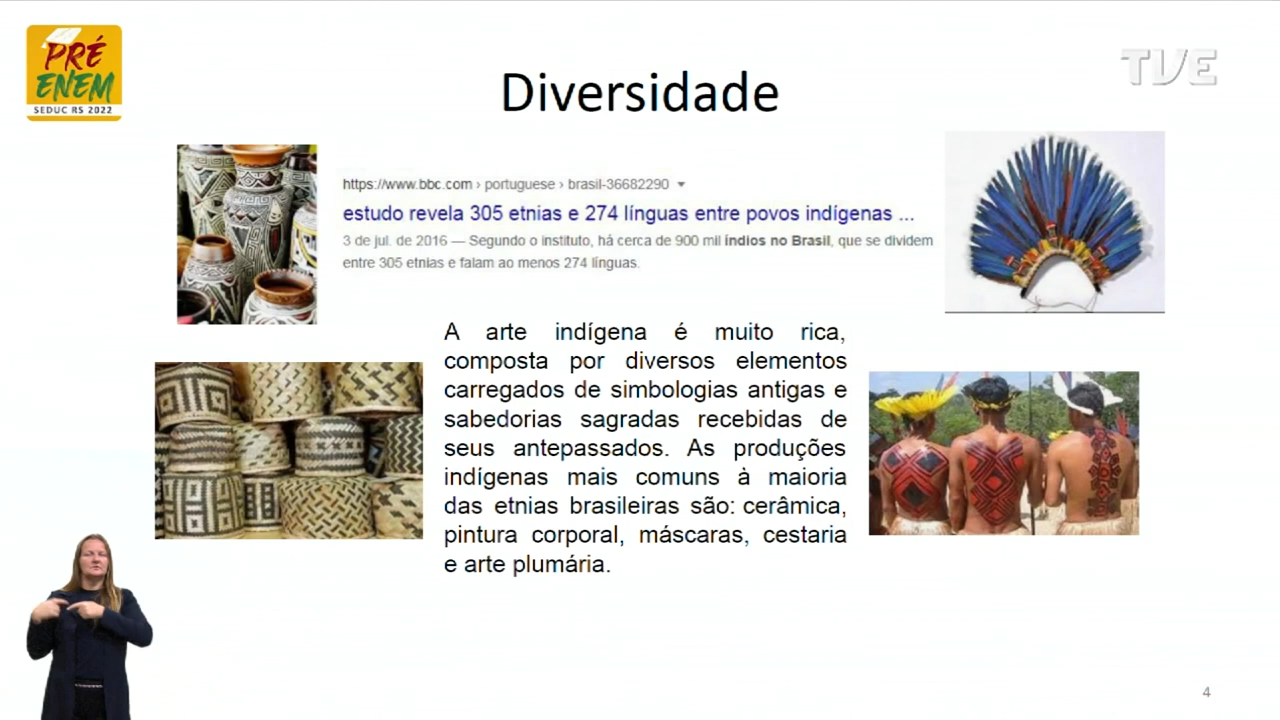 PRÉ
ENEM
SEDUC RS 2022
TVE
Diversidade
https://www.bbc.com › portuguese › brasil-36682290
estudo revela 305 etnias e 274 línguas entre povos indígenas ...
3 de jul. de 2016 — Segundo o instituto, há cerca de 900 mil índios no Brasil, que se dividem
entre 305 etnias e falam ao menos 274 línguas.
A arte indígena é muito rica,
composta por diversos elementos
carregados de simbologias antigas e
sabedorias sagradas recebidas de
seus antepassados. As produções
indígenas mais comuns à maioria
das etnias brasileiras são: cerâmica,
pintura corporal, máscaras, cestaria
e arte plumária.
4